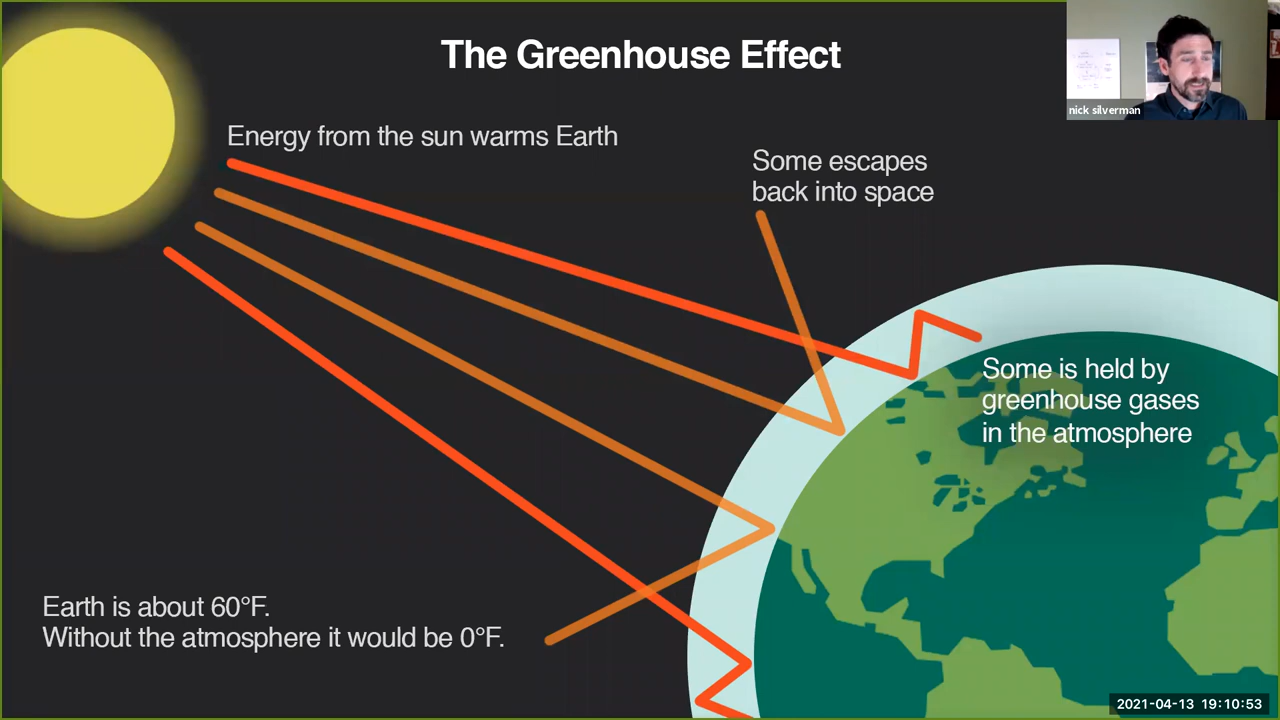 The Greenhouse Effect
nick silverman
Energy from the sun warms Earth
Some escapes
back into space
Some is held by
greenhouse gases
in the atmosphere
Earth is about 60°F.
Without the atmosphere it would be 0°F.
2021-04-13 19:10:53